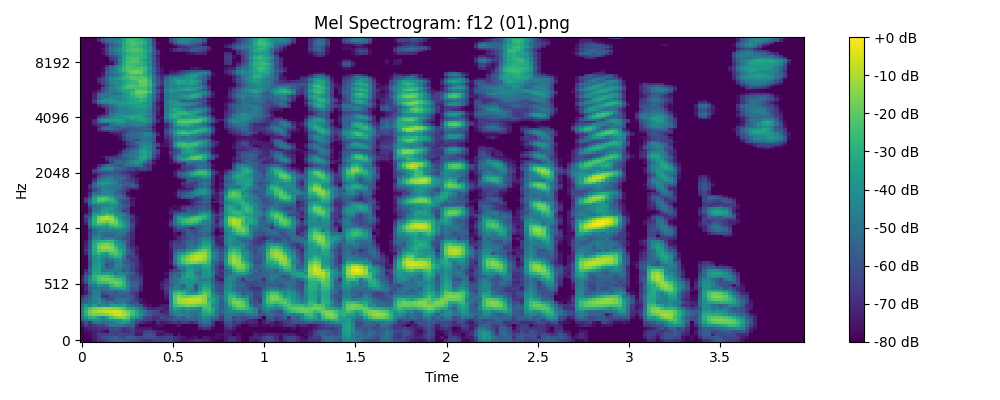 Mel Spectrogram: f12 (01).png
8192
4096
2048
1024
512
0
Hz
0
0.5
1
1.5
2
2.5
3
3.5
Time
+0 dB
-10 dB
-20 dB
-30 dB
-40 dB
-50 dB
-60 dB
-70 dB
-80 dB